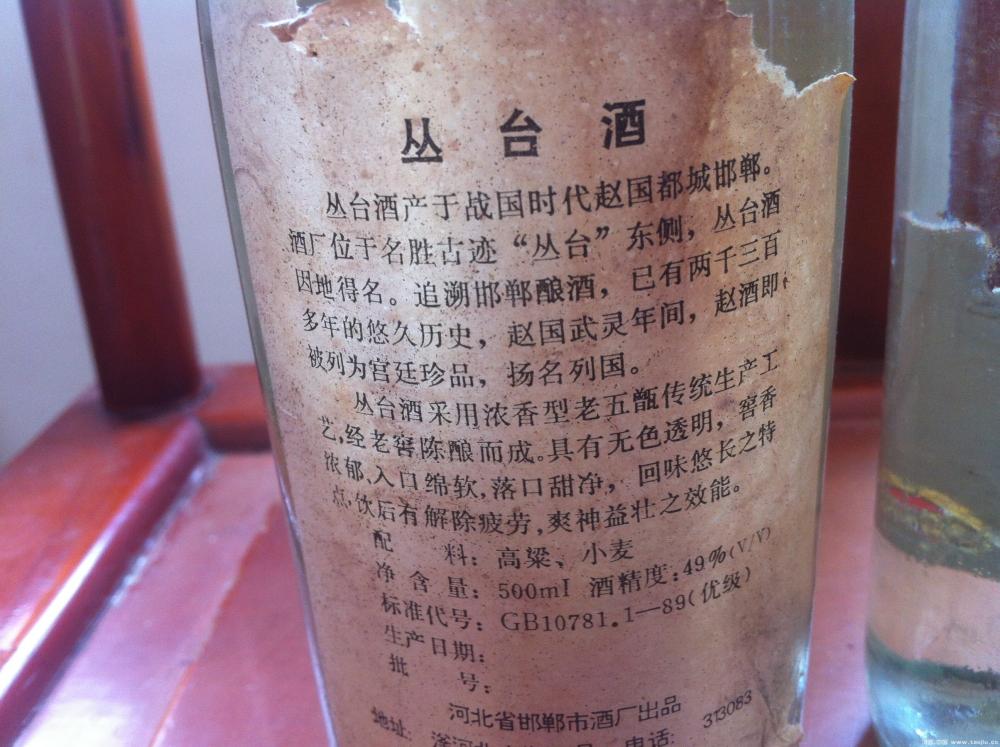 丛台酒
丛台酒产于战国时代赵国都城邯郸。
酒厂位于名胜古迹“丛台”东侧，丛台酒
因地得名。追溯邯郸酿酒，已有两千三百
多年的悠久历史，赵国武灵年间，赵酒即
被列为宫廷珍品，扬名列国。
丛台酒采用浓香型老五甑传统生产工
艺,经老窖陈酿而成。具有无色透明，窖香
浓郁,入口绵软,落口甜净，回味悠长之特
点,饮后有解除疲劳,爽神益壮之效能。
配料：高粱、小麦
净含量：500ml 酒精度:49%(V/V)
标准代号：GB10781.1—89(优级)
生产日期：
批号：
河北省邯郸市酒厂出品
地址: 滏河北 号 电话: 313083